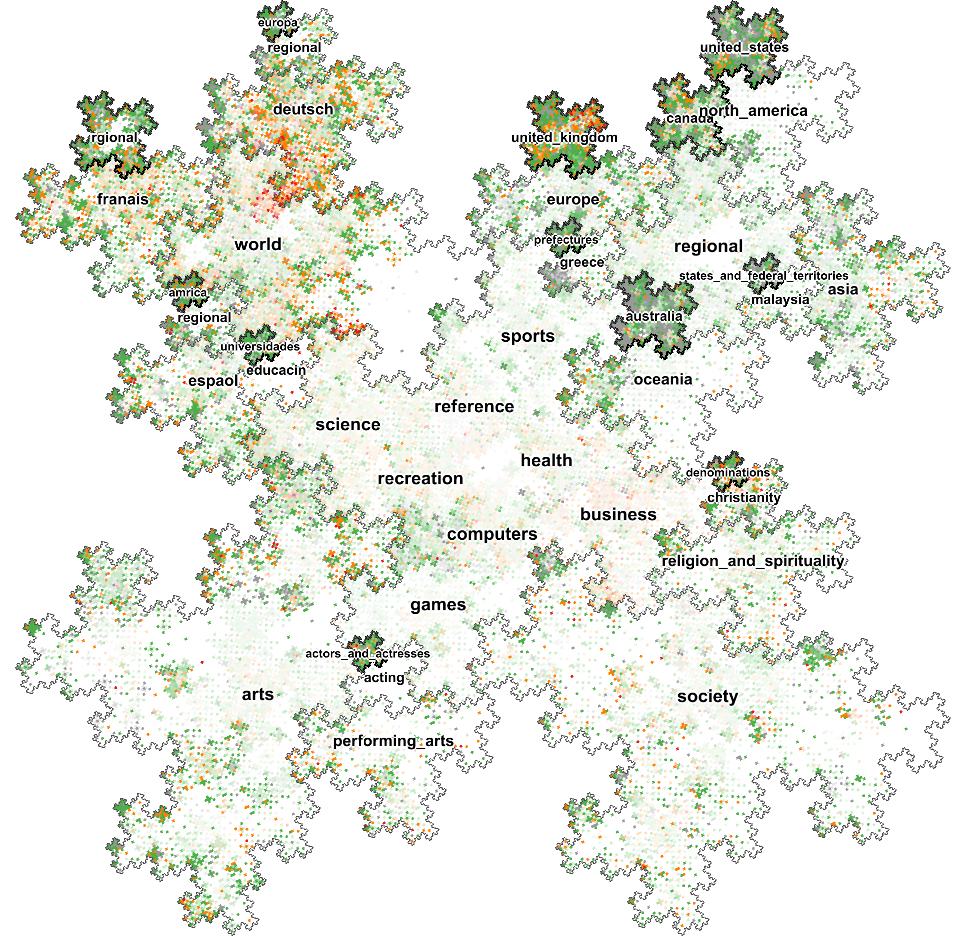 europa
united_states
regional
deutsch
north_america
canada
rgional
united_kingdom
franais
europe
prefectures
world
regional
greece
states_and_federal_territories
asia
amrica
malaysia
regional
australia
sports
universidades
educacin
espaol
oceania
reference
science
health
denominations
recreation
christianity
business
computers
religion_and_spirituality
games
actors_and_actresses
acting
arts
society
performing_arts